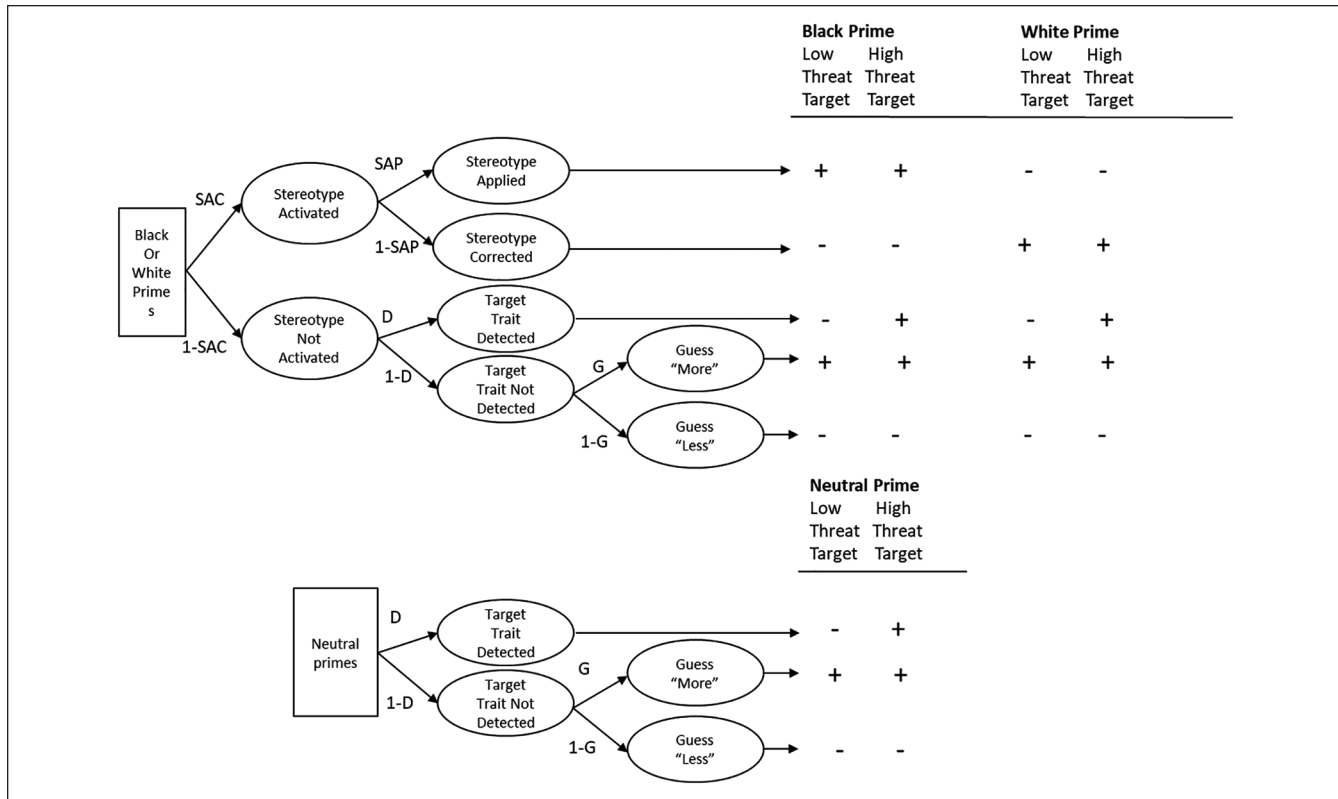 Black Prime White Prime
Low High Low High
Threat Threat Threat Threat
Target Target Target Target
SAP
Stereotype
Applied
+ + - -
SAC
Stereotype
Activated
1-SAP
Stereotype
Corrected
- - + +
Black
Or
White
Prime
s
1-SAC
Stereotype
Not
Activated
D
Target
Trait
Detected
- + - +
1-D
Target
Trait Not
Detected
G
Guess
“More”
+ + + +
1-G
Guess
“Less”
- - - -
Neutral Prime
Low High
Threat Threat
Target Target
Neutral
primes
D
Target
Trait
Detected
- +
1-D
Target
Trait Not
Detected
G
Guess
“More”
+ +
1-G
Guess
“Less”
- -